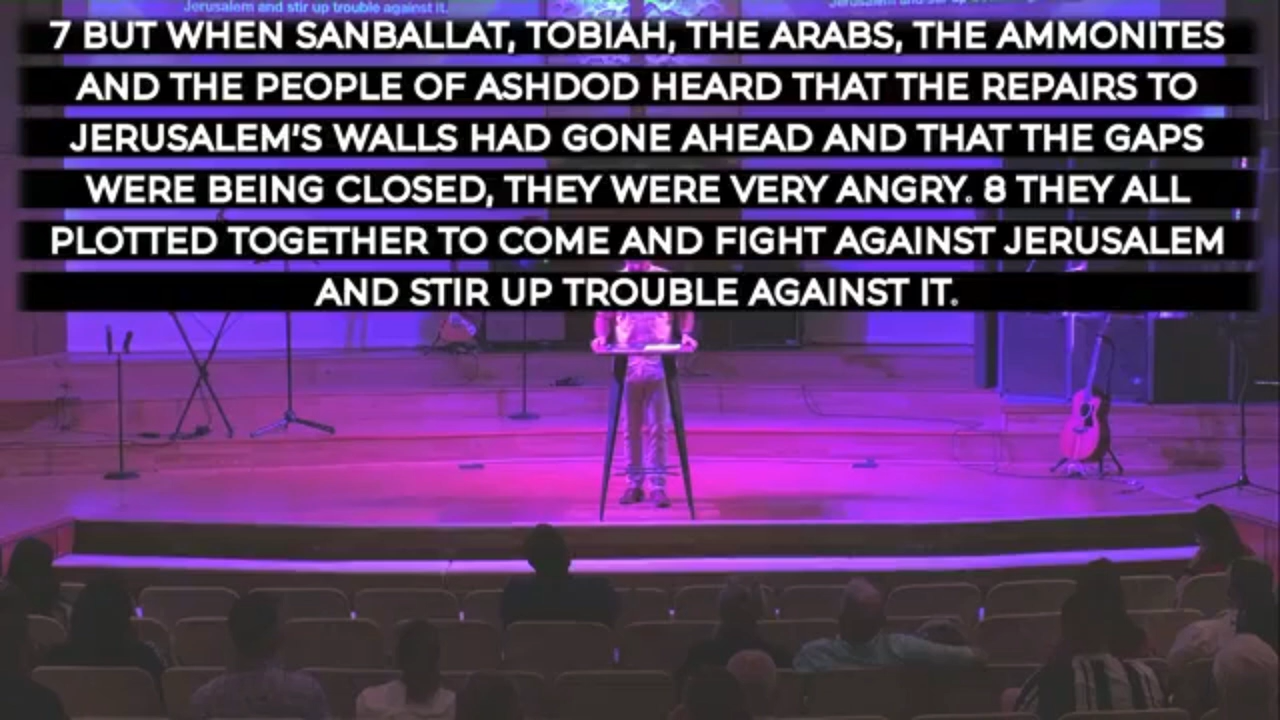 Jerusalem and stir up trouble against it.
7 BUT WHEN SANBALLAT, TOBIAH, THE ARABS, THE AMMONITES
AND THE PEOPLE OF ASHDOD HEARD THAT THE REPAIRS TO
JERUSALEM'S WALLS HAD GONE AHEAD AND THAT THE GAPS
WERE BEING CLOSED, THEY WERE VERY ANGRY. 8 THEY ALL
PLOTTED TOGETHER TO COME AND FIGHT AGAINST JERUSALEM
AND STIR UP TROUBLE AGAINST IT.